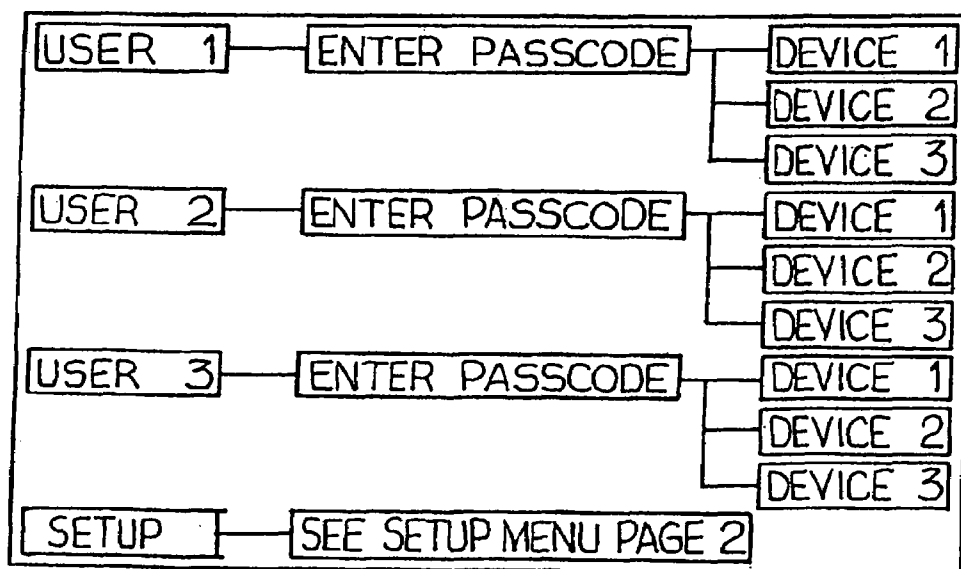 USER 1 ENTER PASSCODE DEVICE 1
DEVICE 2
DEVICE 3
USER 2 ENTER PASSCODE DEVICE 1
DEVICE 2
DEVICE 3
USER 3 ENTER PASSCODE DEVICE 1
DEVICE 2
DEVICE 3
SETUP SEE SETUP MENU PAGE 2